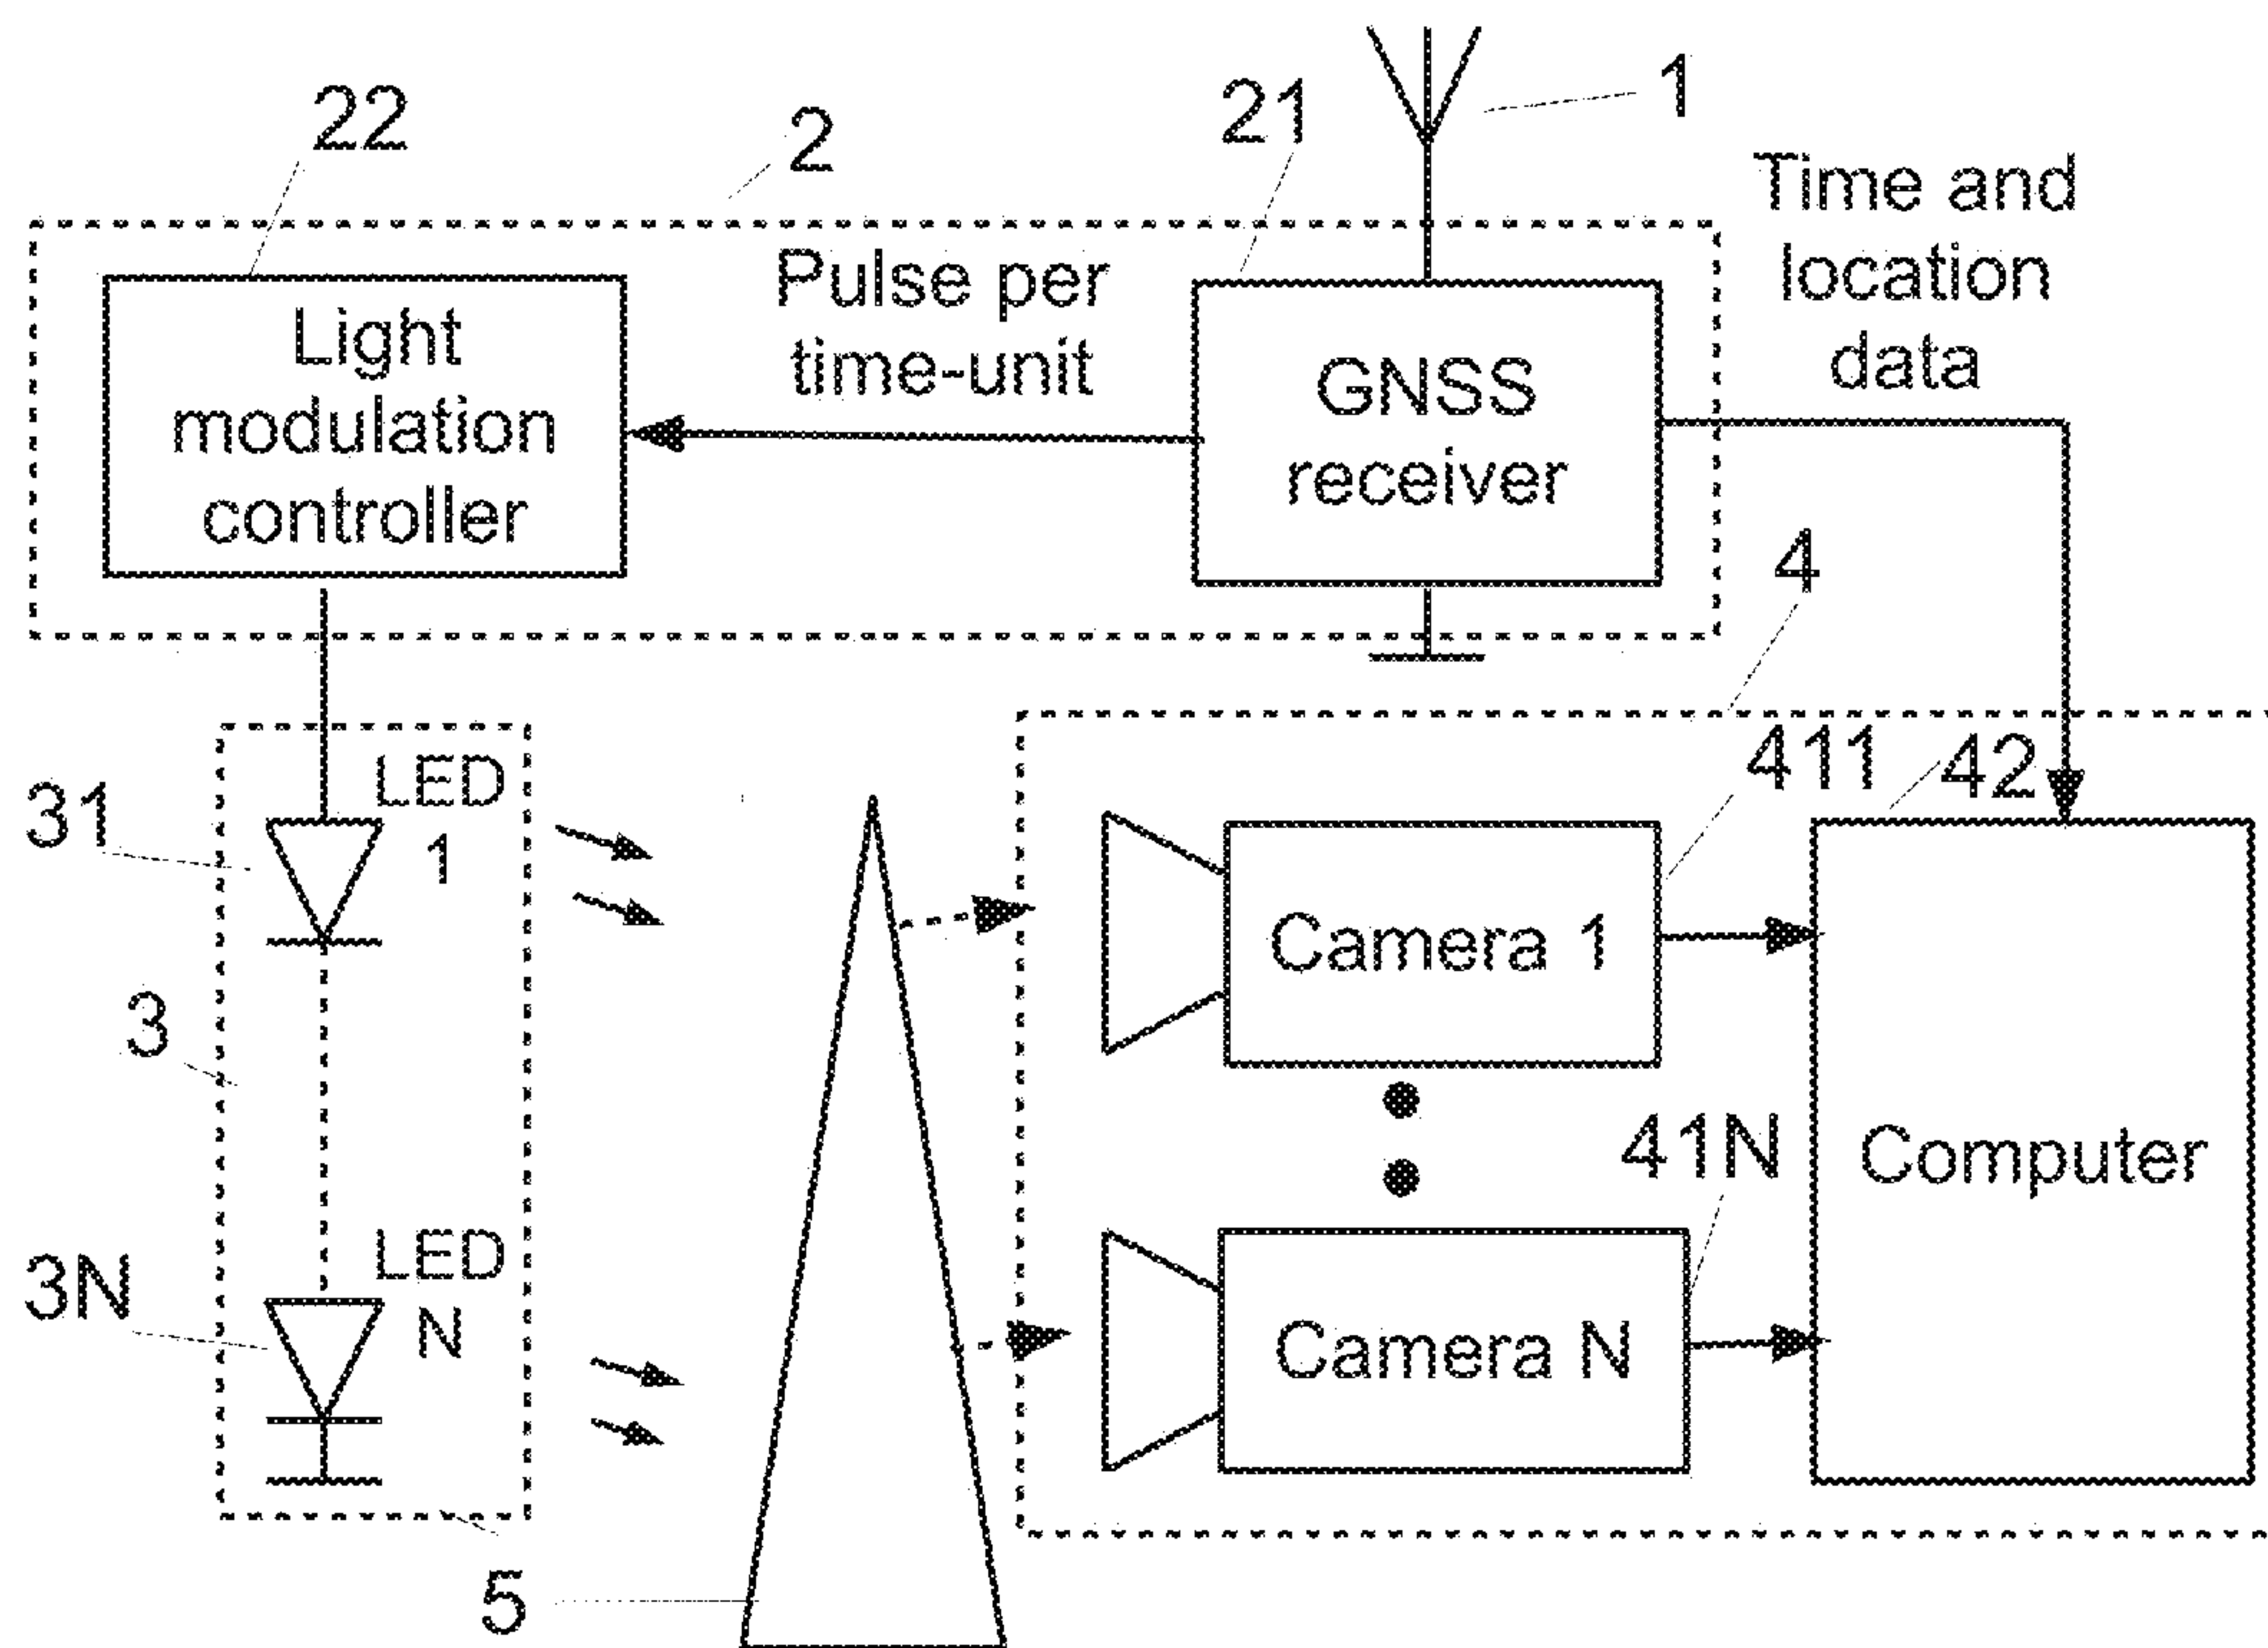 22
2
21
1
Time and
location
data
Pulse per
time-unit
Light
modulation
controller
GNSS
receiver
4
31
LED
1
411
42
Camera 1
3
41N
Computer
3N
LED
N
Camera N
5